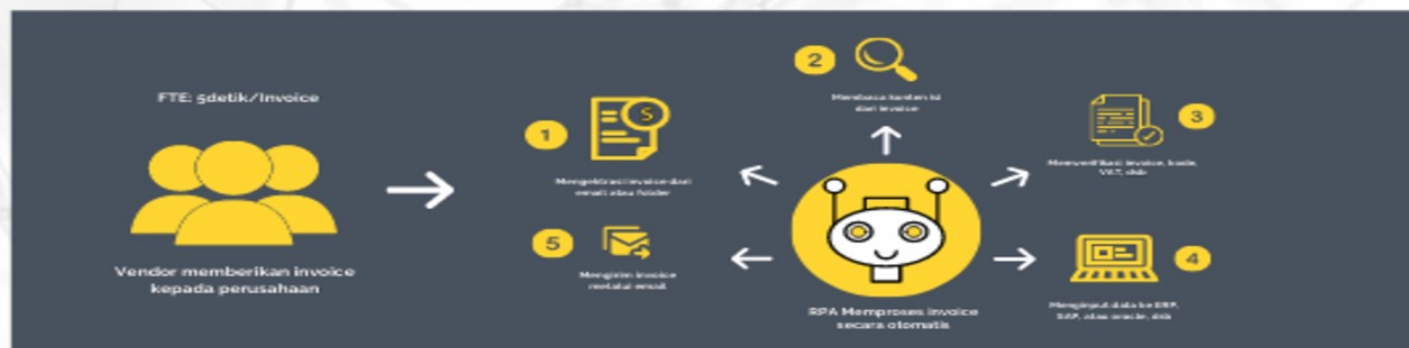 FTE: 5detik/Invoice
Vendor memberikan invoice
kepada perusahaan
1
Mengektrasi invoice dari
email atau folder
2
Membaca konten isi
dari invoice
3
Memverifikasi invoice, kode,
VAT, dsb
4
Menginput data ke ERP,
SAP, atau oracle, dsb
5
Mengirim invoice
melalui email
RPA Memproses invoice
secara otomatis